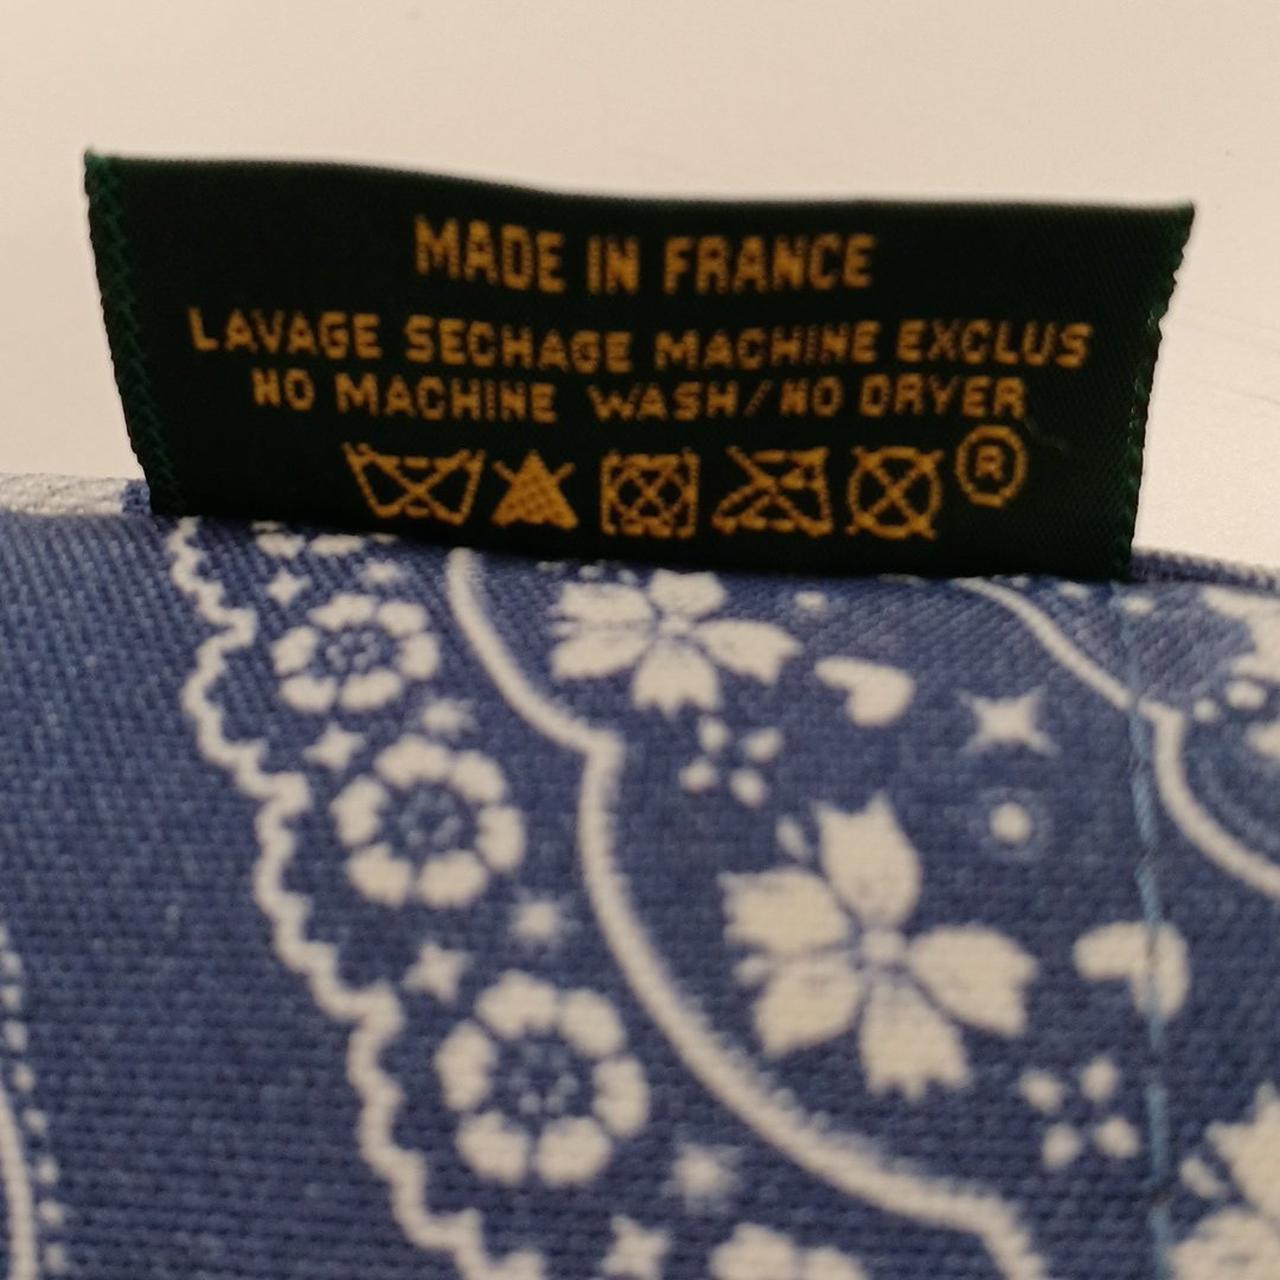 MADE IN FRANCE
LAVAGE SECHAGE MACHINE EXCLUS
NO MACHINE WASH/NO DRYER
®